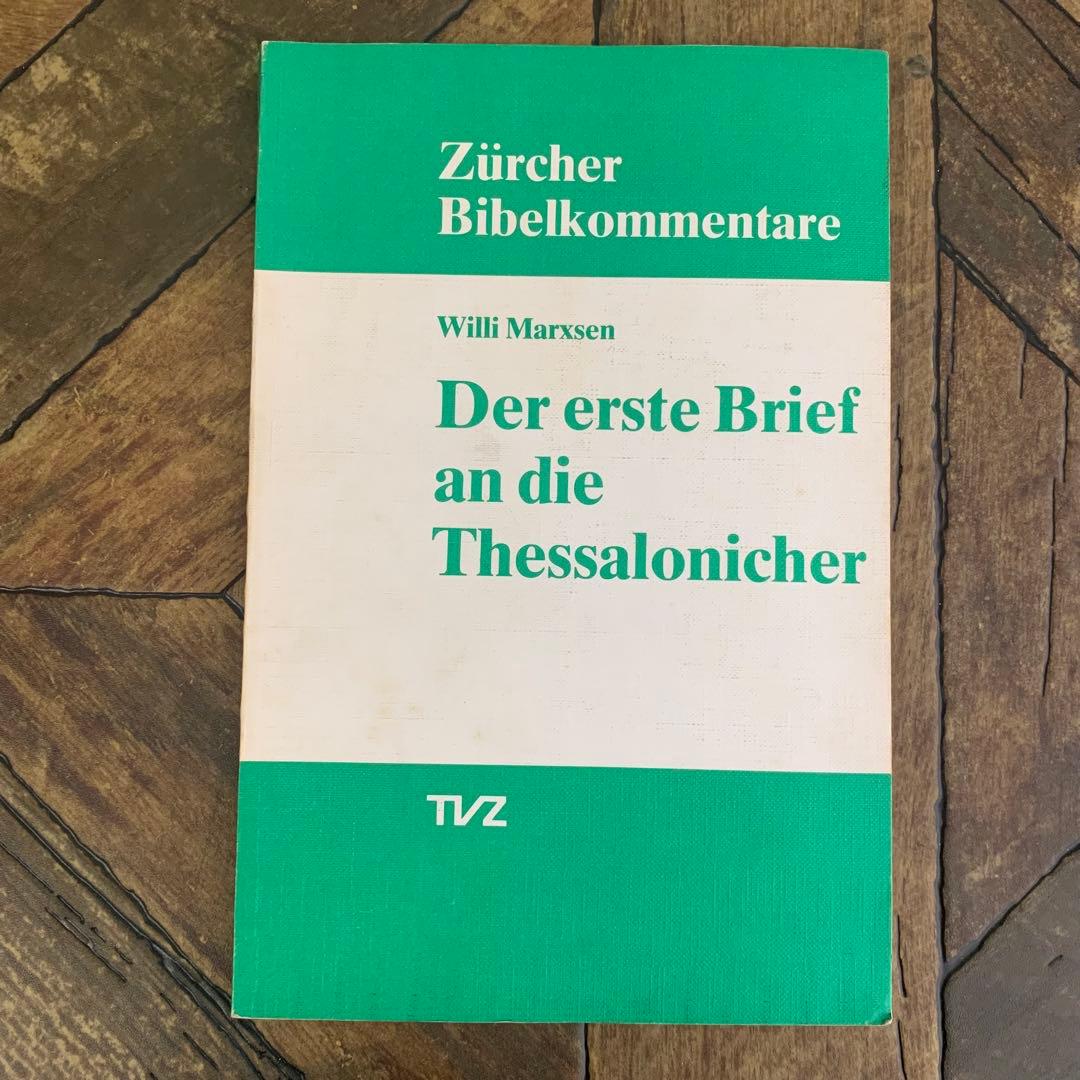 Zürcher
Bibelkommentare
Willi Marxsen
Der erste Brief
an die
Thessalonicher
TVZ